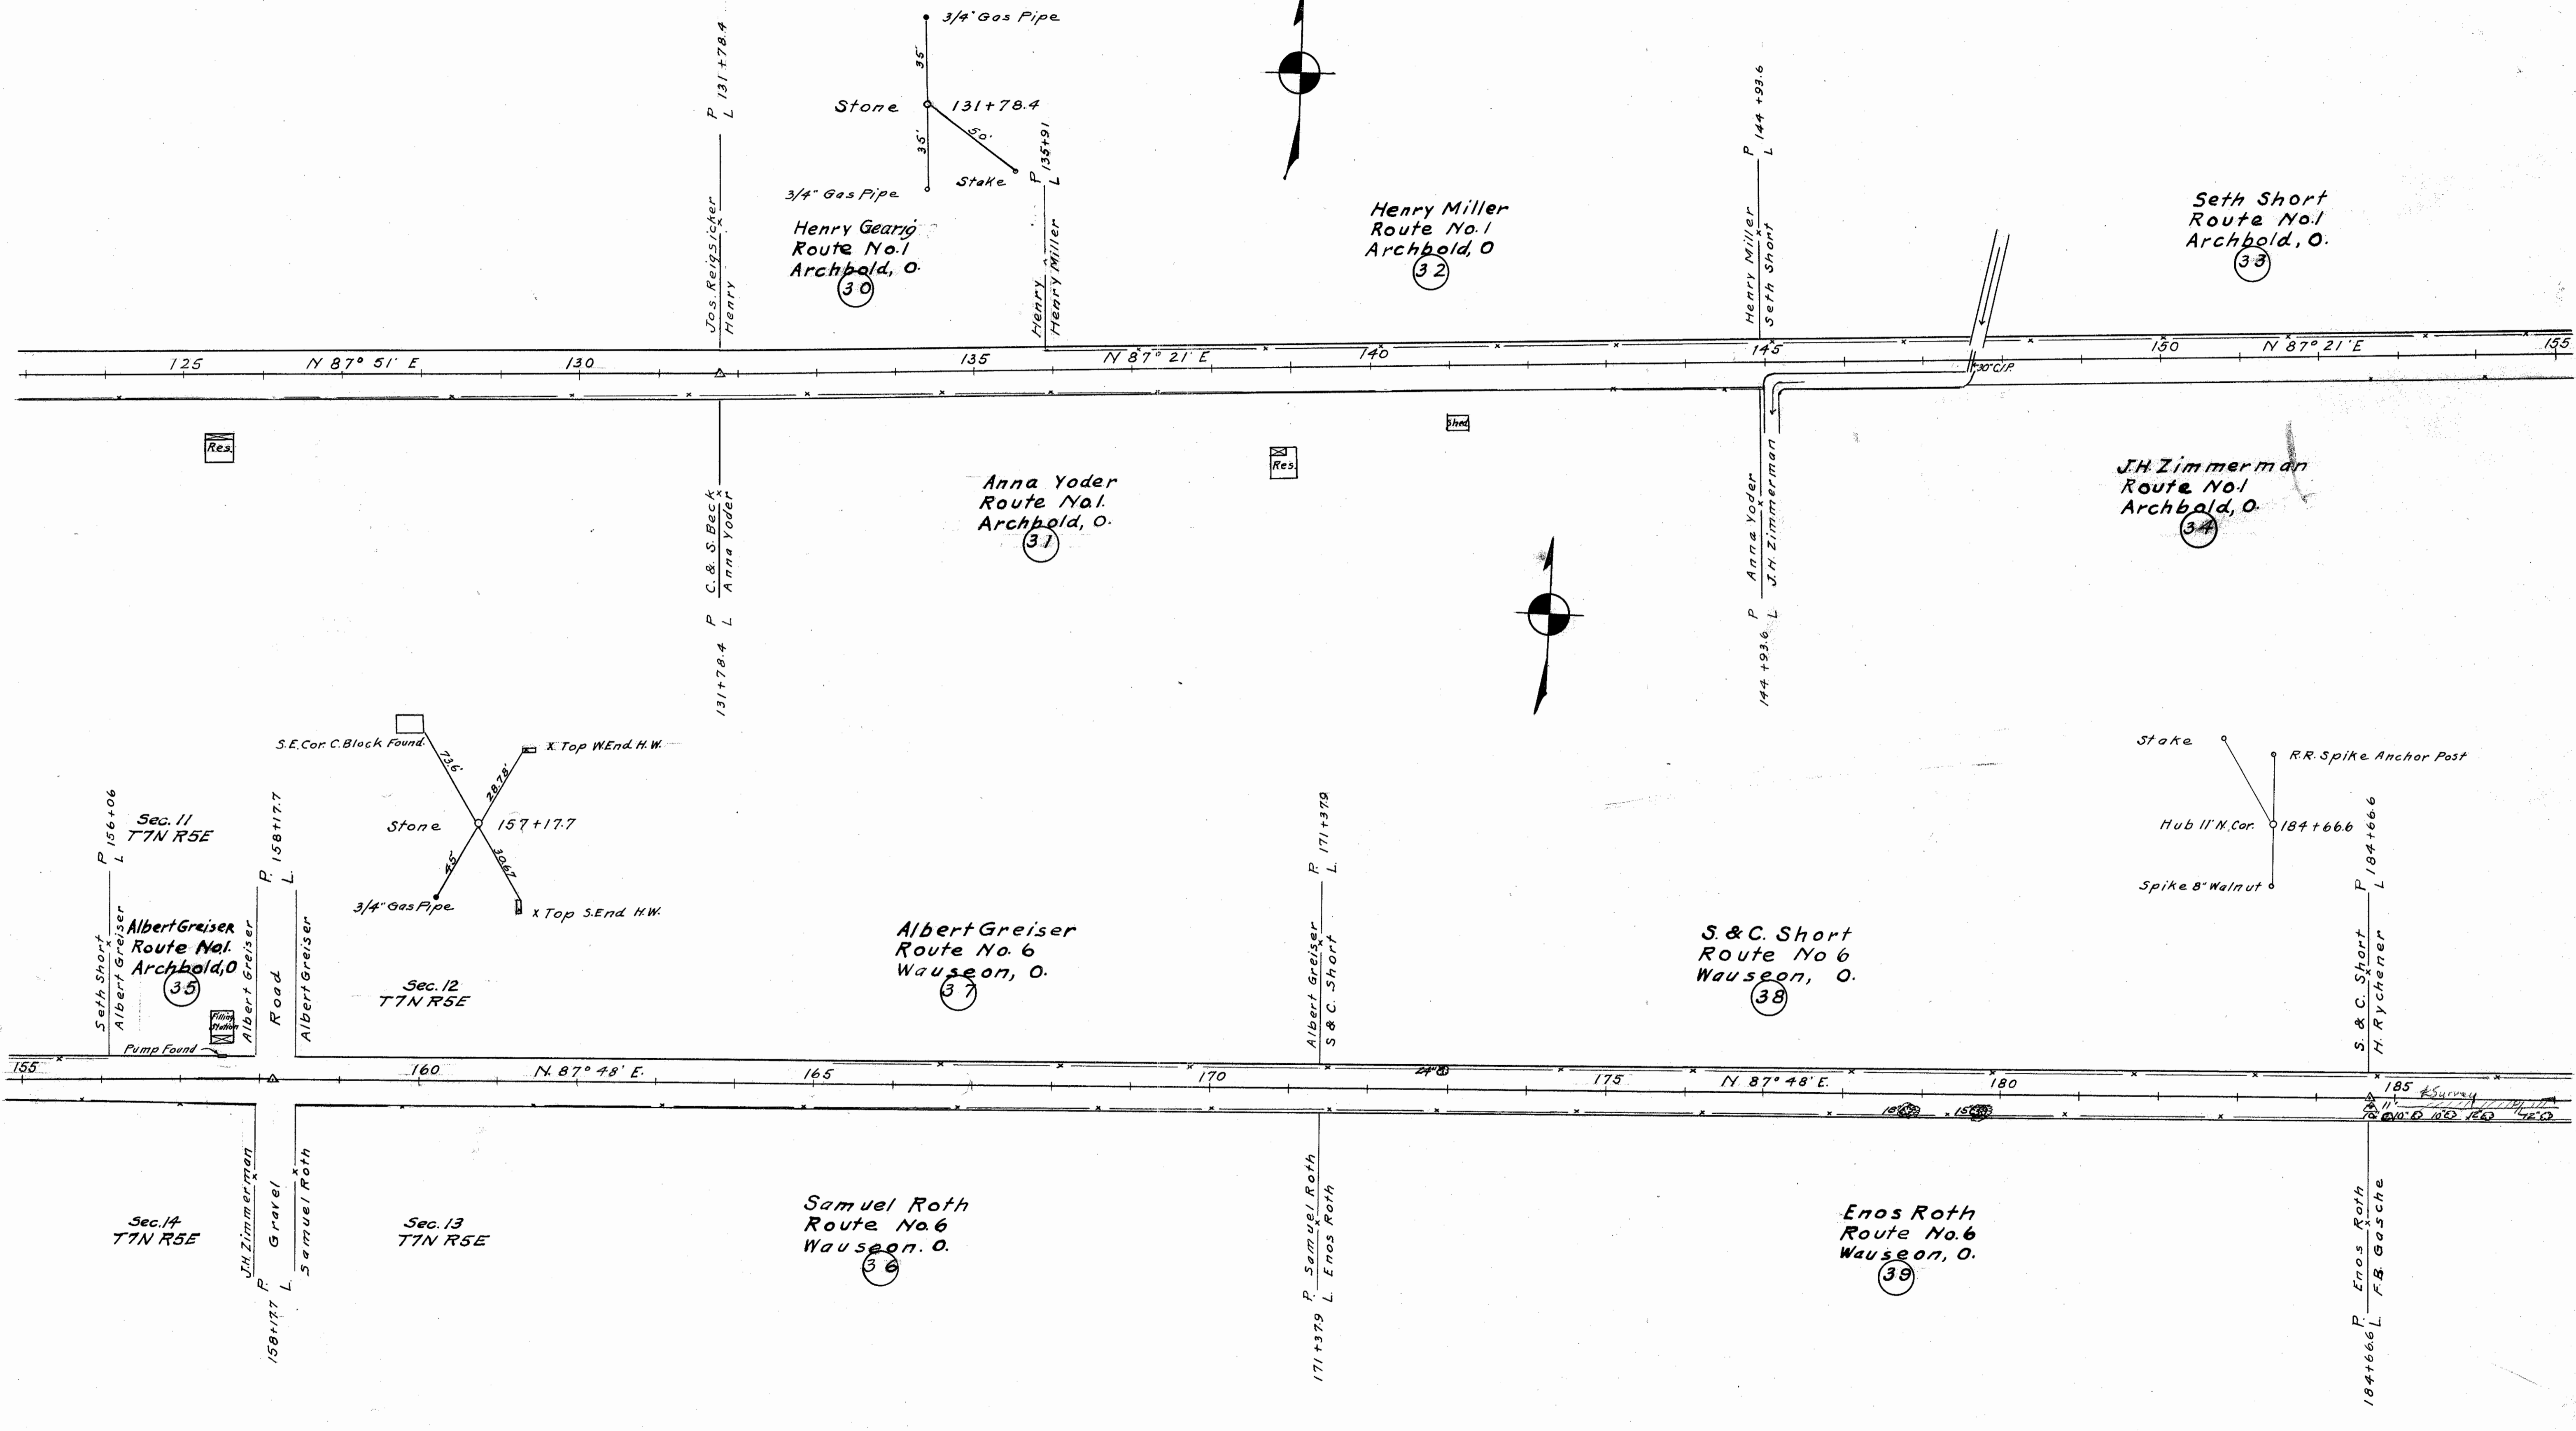 3/4" Gas Pipe
35'
Stone
131+78.4
35'
50'
3/4" Gas Pipe
Stake
P L 131+78.4
Jos. Reigsicker
Henry
Henry Gearig
Route No.1
Archbold, O.
30
P L 135+91
Henry
Henry Miller
Henry Miller
Route No.1
Archbold, O
32
P L 144+93.6
Henry Miller
Seth Short
Seth Short
Route No.1
Archbold, O.
33
125
N 87° 51' E
130
135
N 87° 21' E
140
145
150
N 87° 21' E
155
30" C.I.P.
Res.
Shed
Res.
C. & S. Beck
Anna Yoder
131+78.4 P L
Anna Yoder
Route No.1.
Archbold, O.
31
Anna Yoder
J.H. Zimmerman
144+93.6 P L
J.H. Zimmerman
Route No.1
Archbold, O.
34
S.E. Cor. C. Block Found.
73.6'
28.78'
X Top W. End H.W.
Stone
157+17.7
45'
30.67
3/4" Gas Pipe
X Top S. End H.W.
Stake
R.R. Spike Anchor Post
Hub 11' N. Cor.
184+66.6
Spike 8" Walnut
P L 156+06
Seth Short
Albert Greiser
Sec. 11
T7N R5E
Albert Greiser
Route No.1.
Archbold, O
35
Filling Station
Pump Found
P. L. 158+17.7
Albert Greiser
Road
Albert Greiser
Sec. 12
T7N R5E
Albert Greiser
Route No. 6
Wauseon, O.
37
P. L. 171+37.9
Albert Greiser
S & C. Short
S. & C. Short
Route No 6
Wauseon, O.
38
P L 184+66.6
S. & C. Short
H. Rychener
155
160
N. 87° 48' E.
165
170
24"
175
N 87° 48' E.
180
185
℄ Survey
16"
15"
11'
10"
10"
12"
Sec. 14
T7N R5E
J.H. Zimmerman
Gravel
Samuel Roth
158+17.7 P. L.
Sec. 13
T7N R5E
Samuel Roth
Route No. 6
Wauseon. O.
36
Samuel Roth
Enos Roth
171+37.9 P. L.
Enos Roth
Route No. 6
Wauseon, O.
39
Enos Roth
F.B. Gasche
184+66.6 P. L.